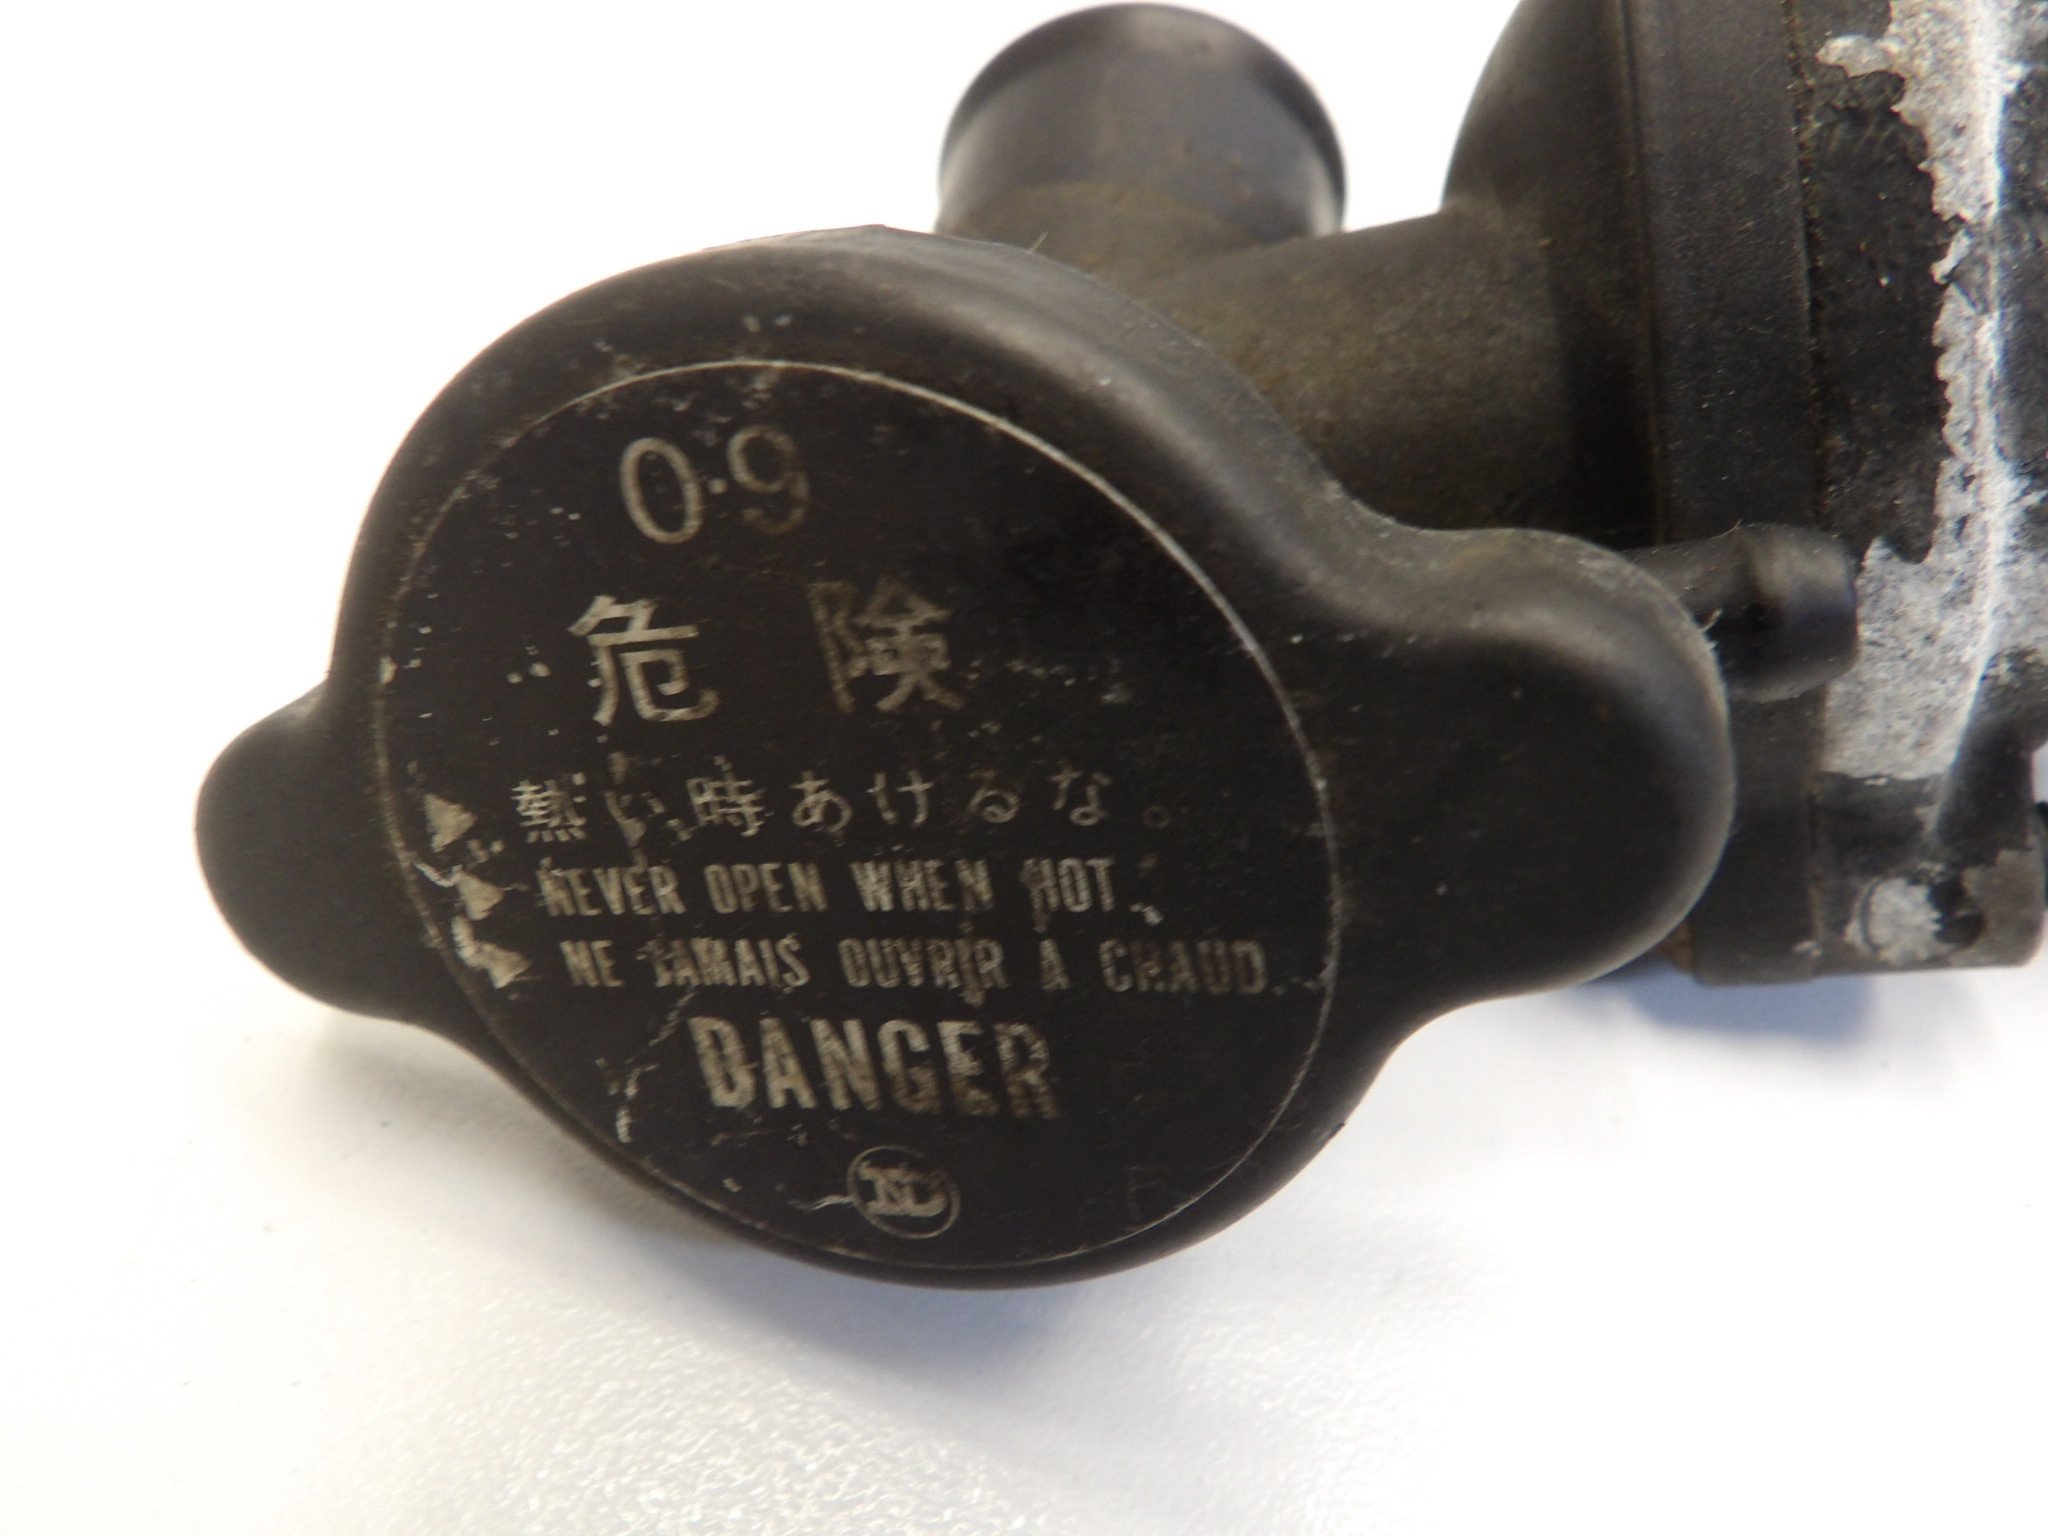 0.9
危険
熱い時あけるな。
NEVER OPEN WHEN HOT.
NE JAMAIS OUVRIR A CHAUD.
DANGER